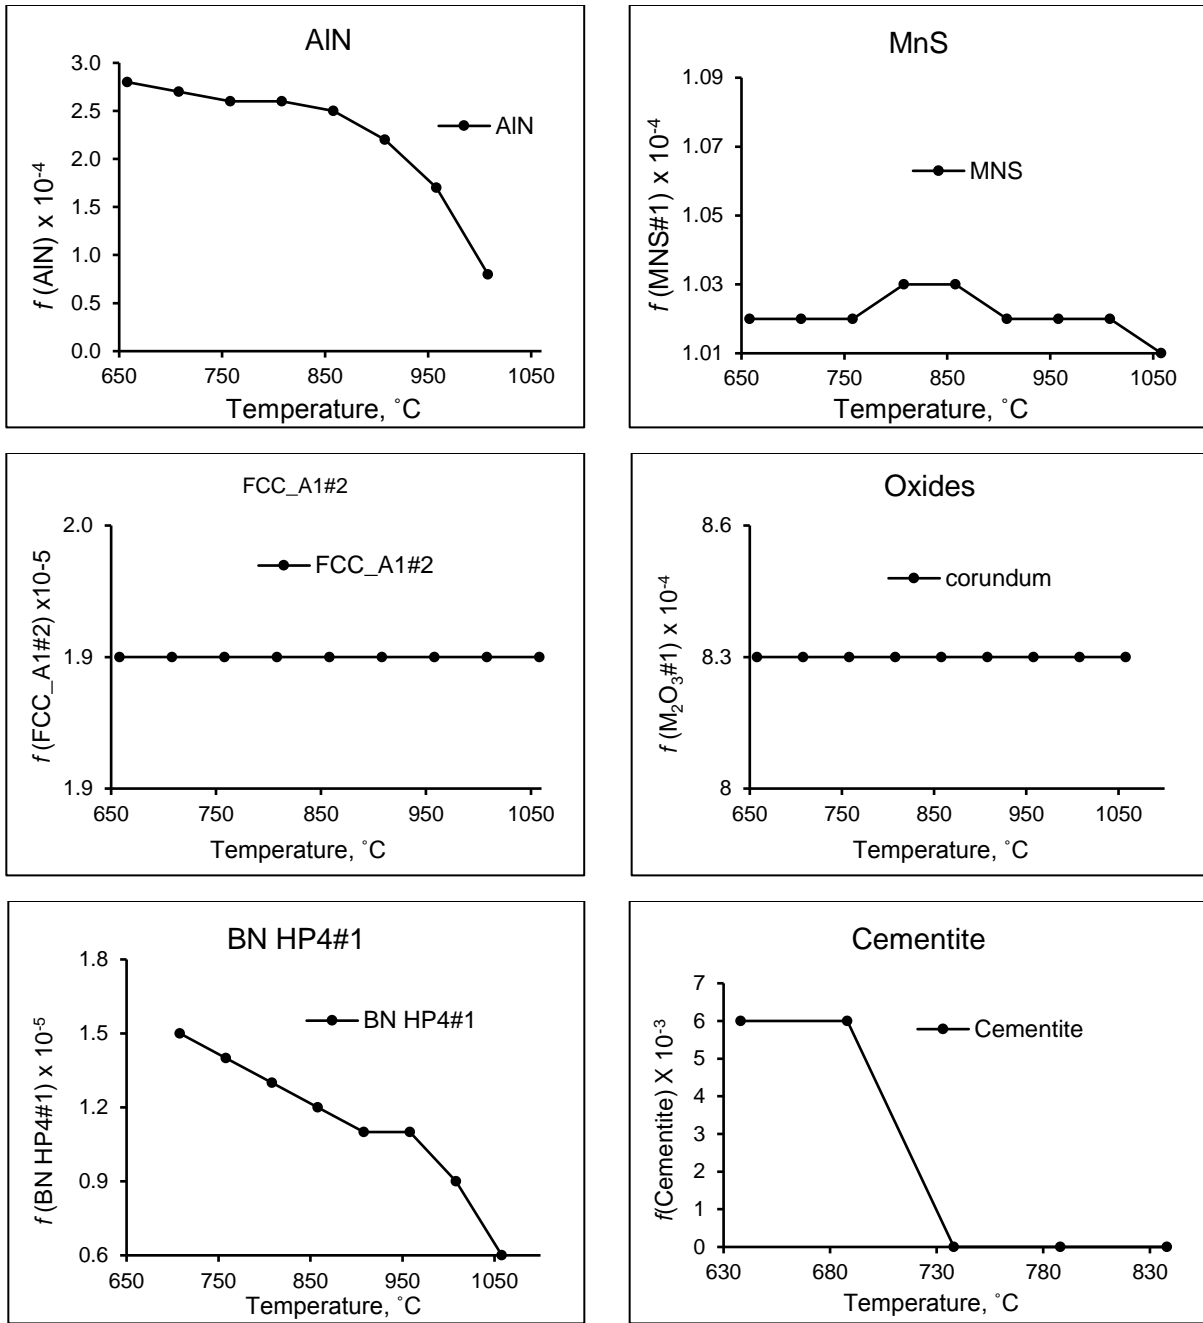 AlN
3.0
2.5
2.0
1.5
1.0
0.5
0.0
f (AlN) x 10-4
AlN
650 750 850 950 1050
Temperature, ˚C
MnS
1.09
1.07
1.05
1.03
1.01
f (MNS#1) x 10-4
MNS
650 750 850 950 1050
Temperature, ˚C
FCC_A1#2
2.0
1.9
1.9
f (FCC_A1#2) x10-5
FCC_A1#2
650 750 850 950 1050
Temperature, ˚C
Oxides
8.6
8.3
8
f (M2O3#1) x 10-4
corundum
650 750 850 950 1050
Temperature, ˚C
BN HP4#1
1.8
1.5
1.2
0.9
0.6
f (BN HP4#1) x 10-5
BN HP4#1
650 750 850 950 1050
Temperature, ˚C
Cementite
7
6
5
4
3
2
1
0
f(Cementite) X 10-3
Cementite
630 680 730 780 830
Temperature, ˚C